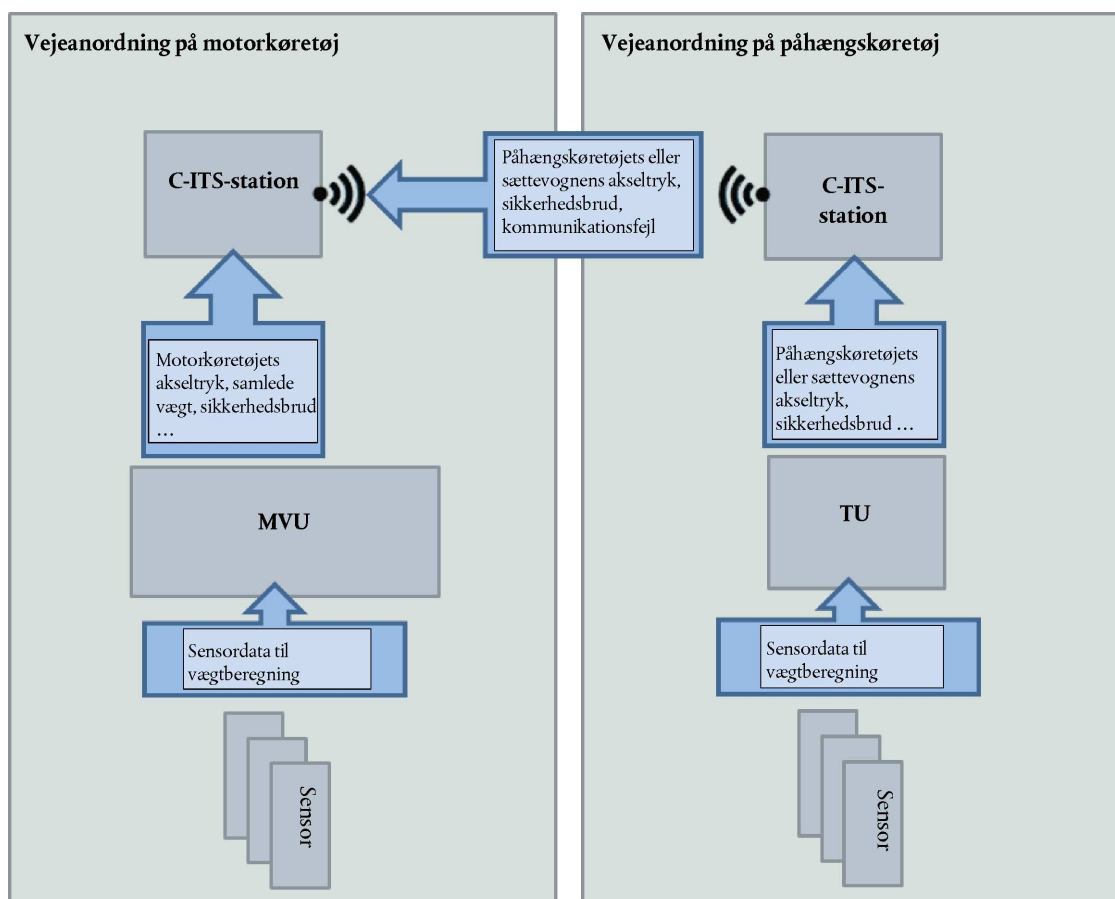 Vejeanordning på motorkøretøj
C-ITS-station
Motorkøretøjets
akseltryk, samlede
vægt, sikkerhedsbrud
…
MVU
Sensordata til
vægtberegning
Sensor
Påhængskøretøjets eller
sættevognens akseltryk,
sikkerhedsbrud,
kommunikationsfejl
Vejeanordning på påhængskøretøj
C-ITS-
station
Påhængskøretøjets
eller sættevognens
akseltryk,
sikkerhedsbrud …
TU
Sensordata til
vægtberegning
Sensor